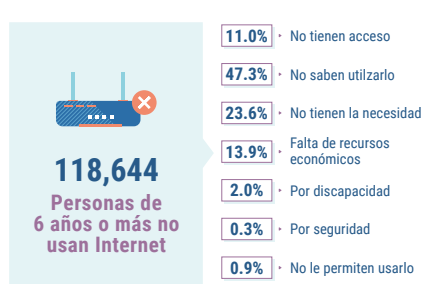 118,644
Personas de
6 años o más no
usan Internet
11.0% No tienen acceso
47.3% No saben utilzarlo
23.6% No tienen la necesidad
13.9% Falta de recursos
económicos
2.0% Por discapacidad
0.3% Por seguridad
0.9% No le permiten usarlo